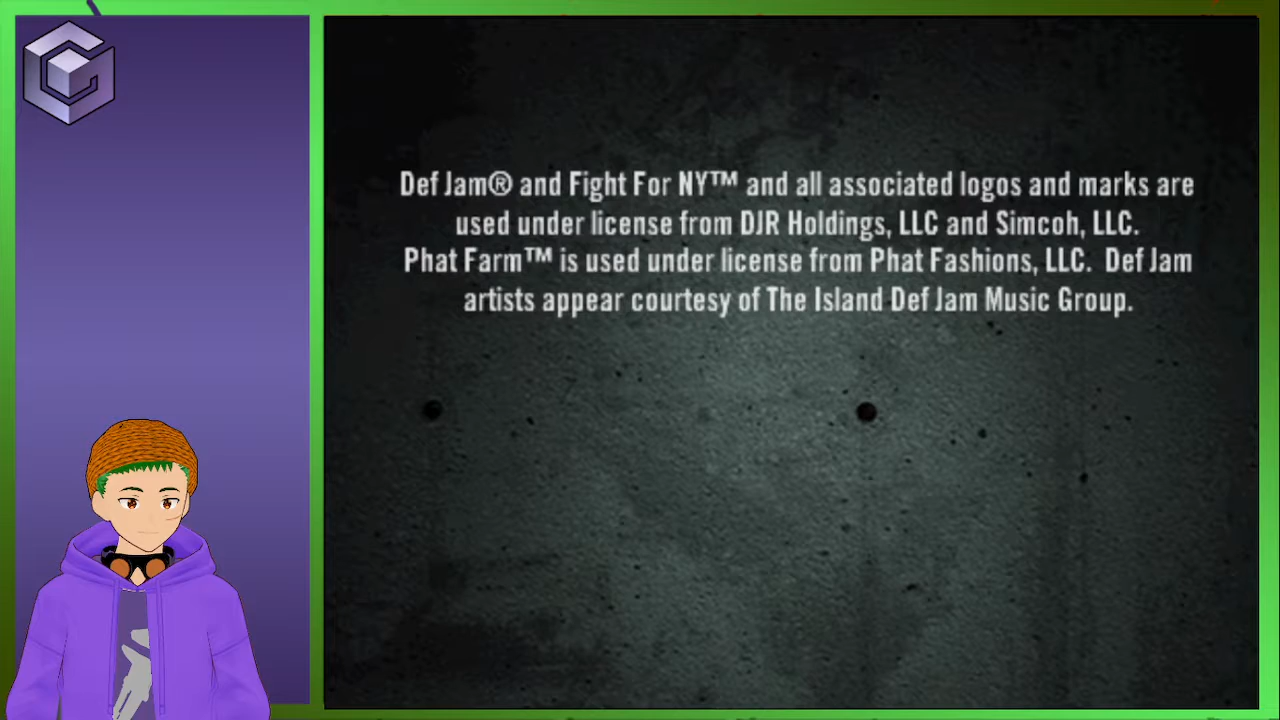 Def Jam® and Fight For NY™ and all associated logos and marks are
used under license from DJR Holdings, LLC and Simcoh, LLC.
Phat Farm™ is used under license from Phat Fashions, LLC. Def Jam
artists appear courtesy of The Island Def Jam Music Group.